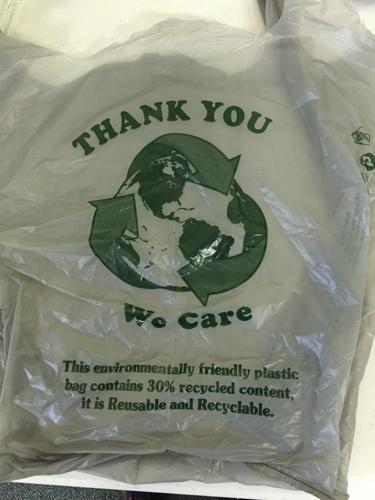 THANK YOU
We Care
This environmentally friendly plastic
bag contains 30% recycled content,
it is Reusable and Recyclable.